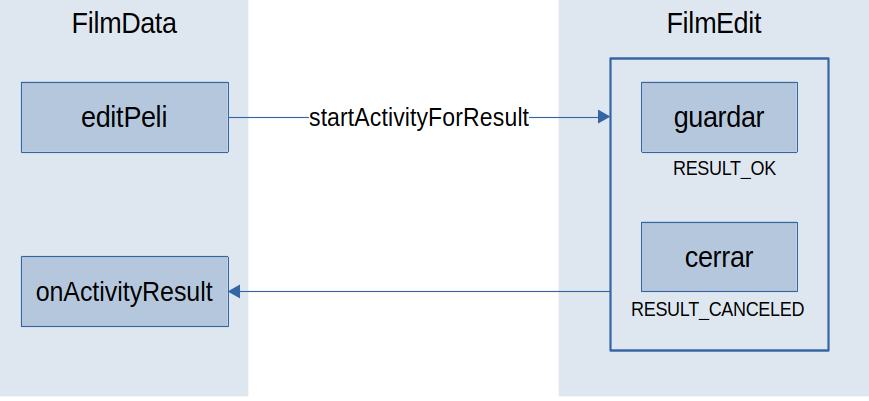 FilmData
FilmEdit
editPeli
startActivityForResult
guardar
RESULT_OK
cerrar
onActivityResult
RESULT_CANCELED